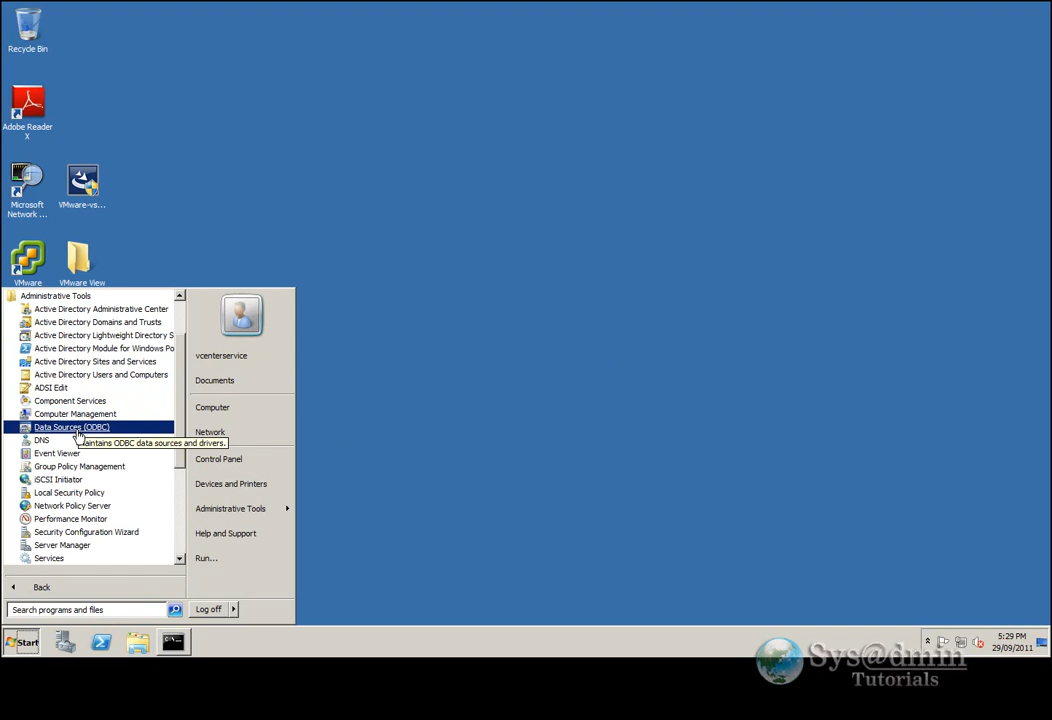 Recycle Bin
Adobe Reader
X
Microsoft
Network ...
VMware-vs...
VMware
VMware View
Administrative Tools
Active Directory Administrative Center
Active Directory Domains and Trusts
Active Directory Lightweight Directory S
Active Directory Module for Windows Po
Active Directory Sites and Services
Active Directory Users and Computers
ADSI Edit
Component Services
Computer Management
Data Sources (ODBC)
DNS
aintains ODBC data sources and drivers.
Event Viewer
Group Policy Management
iSCSI Initiator
Local Security Policy
Network Policy Server
Performance Monitor
Security Configuration Wizard
Server Manager
Services
Back
Search programs and files
vcenterservice
Documents
Computer
Network
Control Panel
Devices and Printers
Administrative Tools
Help and Support
Run...
Log off
Start
5:29 PM
29/09/2011
Sys@dmin
Tutorials